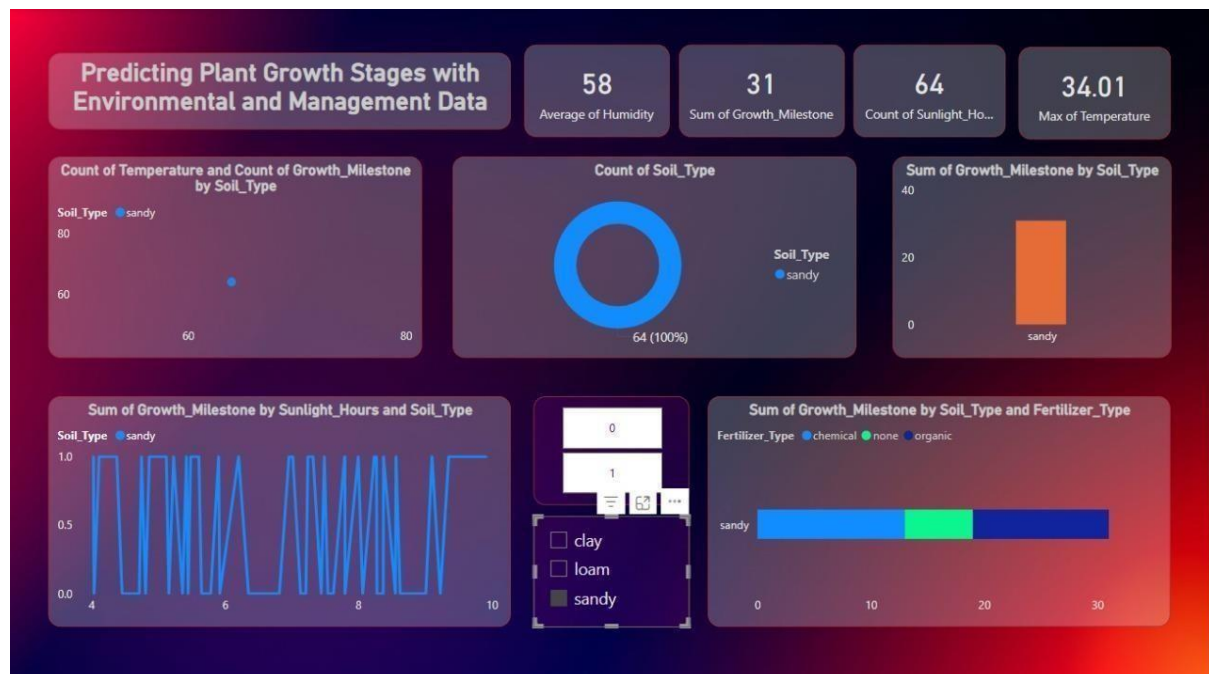 Predicting Plant Growth Stages with
Environmental and Management Data
58
Average of Humidity
31
Sum of Growth_Milestone
64
Count of Sunlight_Ho...
34.01
Max of Temperature
Count of Temperature and Count of Growth_Milestone
by Soil_Type
Soil_Type sandy
80
60
60 80
Count of Soil_Type
Soil_Type
sandy
64 (100%)
Sum of Growth_Milestone by Soil_Type
40
20
0
sandy
Sum of Growth_Milestone by Sunlight_Hours and Soil_Type
Soil_Type sandy
1.0
0.5
0.0
4 6 8 10
0
1
clay
loam
sandy
Sum of Growth_Milestone by Soil_Type and Fertilizer_Type
Fertilizer_Type chemical none organic
sandy
0 10 20 30